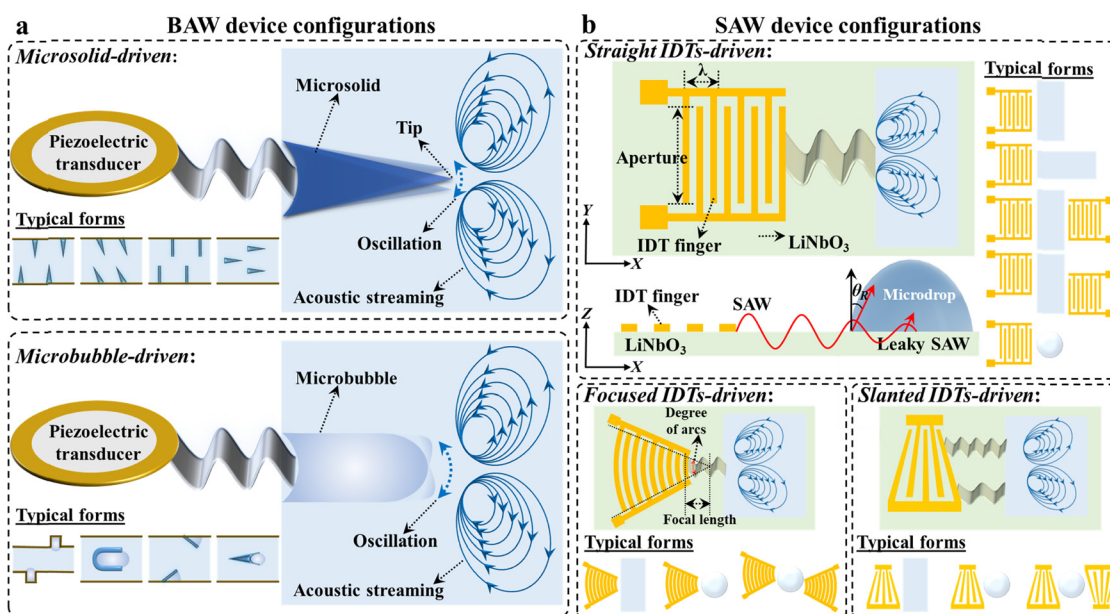 a
BAW device configurations
Microsolid-driven:
Microsolid
Tip
Piezoelectric
transducer
Typical forms
Oscillation
Acoustic streaming
Microbubble-driven:
Microbubble
Piezoelectric
transducer
Typical forms
Oscillation
Acoustic streaming
b
SAW device configurations
Straight IDTs-driven:
Typical forms
λ
Aperture
IDT finger
LiNbO3
Y
X
IDT finger
SAW
θR
Microdrop
Z
LiNbO3
Leaky SAW
X
Focused IDTs-driven:
Degree
of arcs
Focal length
Typical forms
Slanted IDTs-driven:
Typical forms